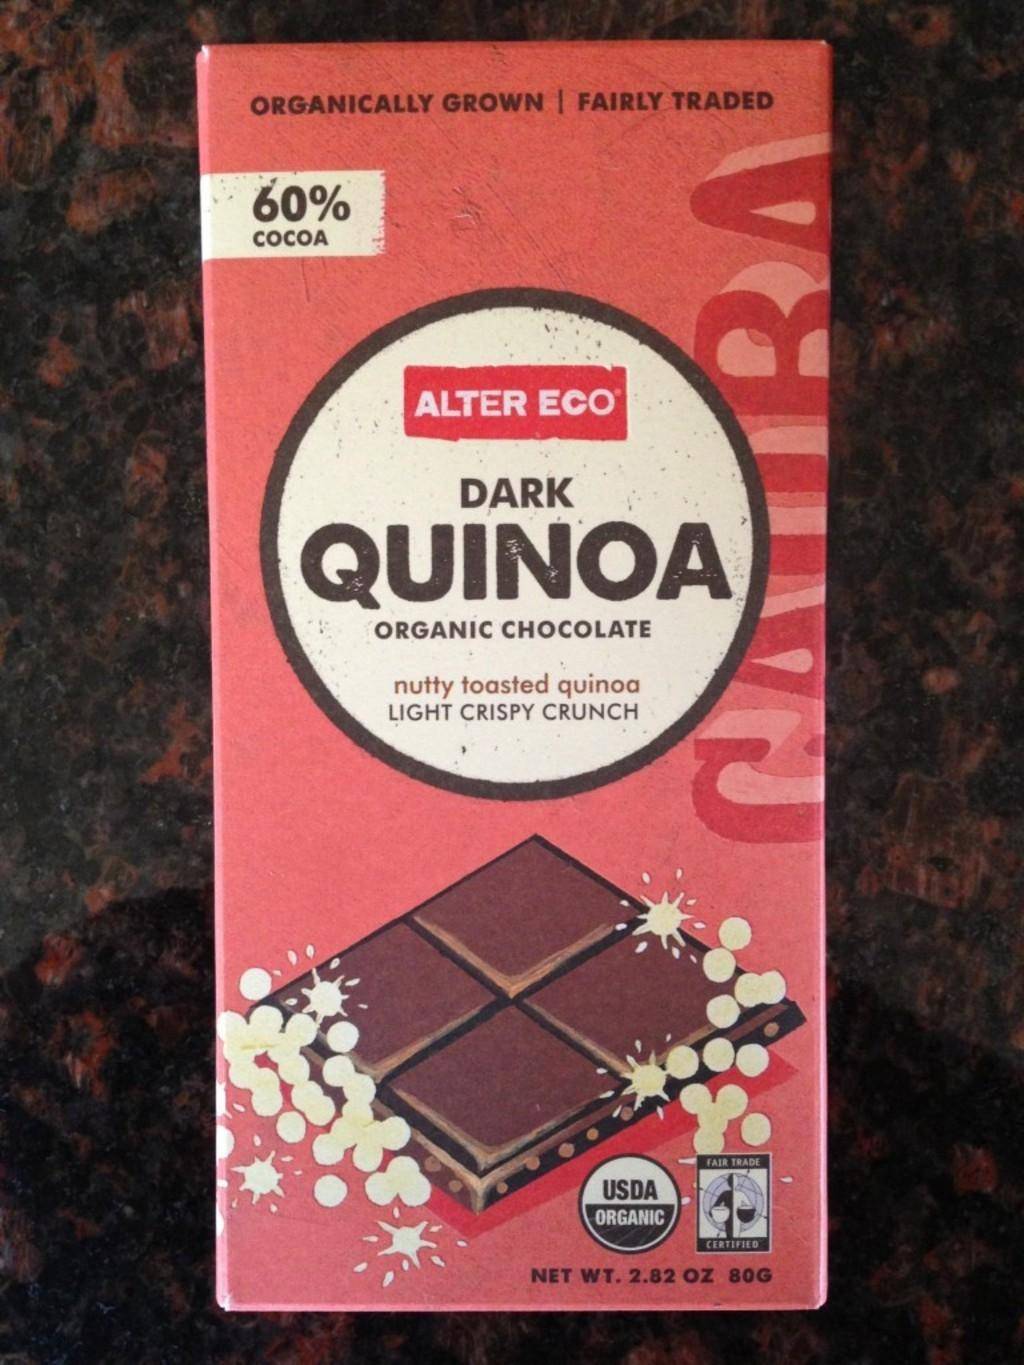 ORGANICALLY GROWN | FAIRLY TRADED
60%
COCOA
ALTER ECO®
DARK
QUINOA
ORGANIC CHOCOLATE
nutty toasted quinoa
LIGHT CRISPY CRUNCH
USDA
ORGANIC
FAIR TRADE
CERTIFIED
NET WT. 2.82 OZ 80G